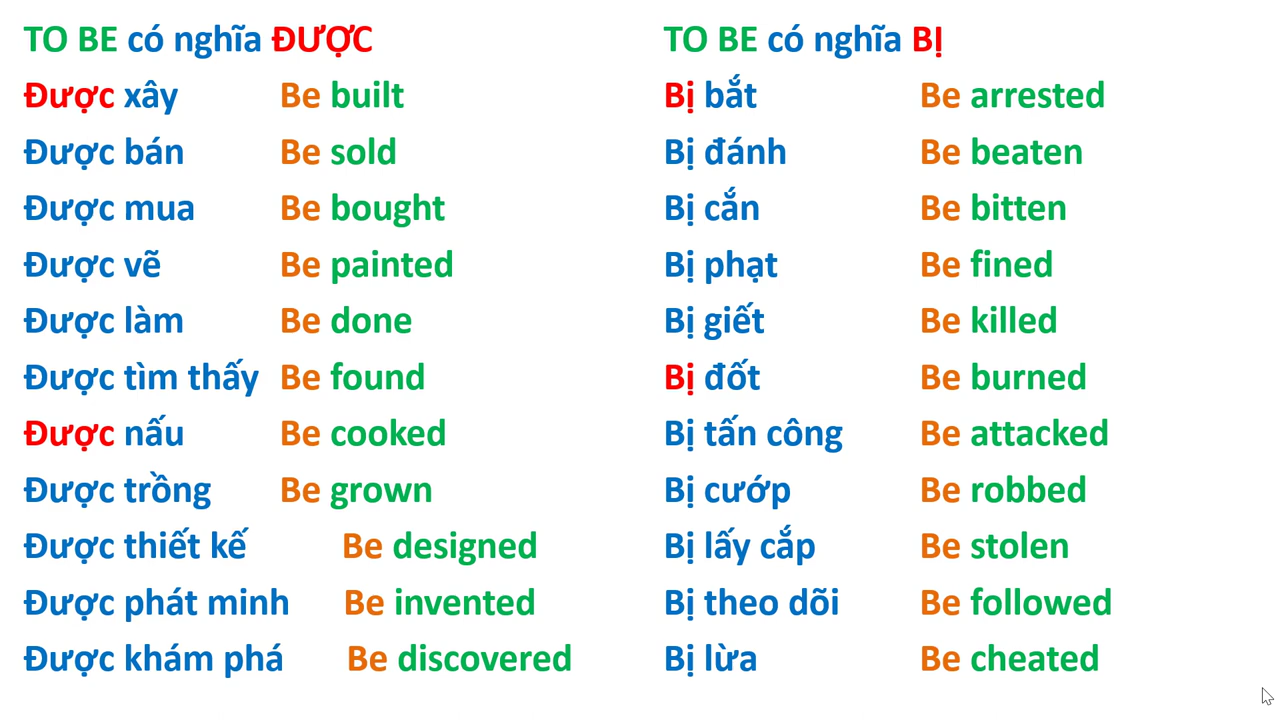 TO BE có nghĩa ĐƯỢC
Được xây Be built
Được bán Be sold
Được mua Be bought
Được vẽ Be painted
Được làm Be done
Được tìm thấy Be found
Được nấu Be cooked
Được trồng Be grown
Được thiết kế Be designed
Được phát minh Be invented
Được khám phá Be discovered
TO BE có nghĩa BỊ
Bị bắt Be arrested
Bị đánh Be beaten
Bị cắn Be bitten
Bị phạt Be fined
Bị giết Be killed
Bị đốt Be burned
Bị tấn công Be attacked
Bị cướp Be robbed
Bị lấy cắp Be stolen
Bị theo dõi Be followed
Bị lừa Be cheated